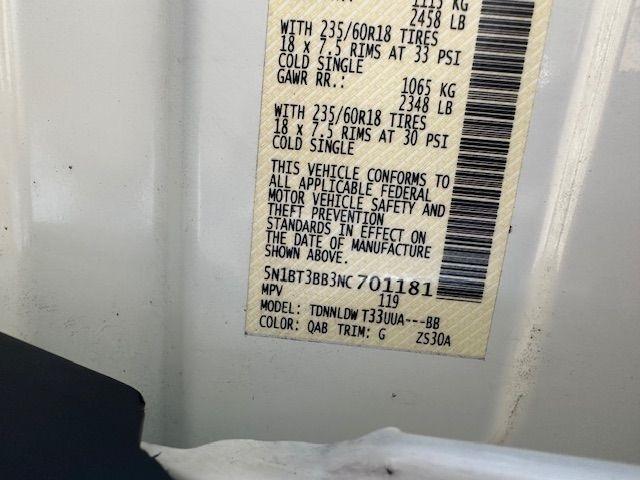 1115 KG
2458 LB
WITH 235/60R18 TIRES
18 x 7.5 RIMS AT 33 PSI
COLD SINGLE
GAWR RR.: 1065 KG
2348 LB
WITH 235/60R18 TIRES
18 x 7.5 RIMS AT 30 PSI
COLD SINGLE
THIS VEHICLE CONFORMS TO
ALL APPLICABLE FEDERAL
MOTOR VEHICLE SAFETY AND
THEFT PREVENTION
STANDARDS IN EFFECT ON
THE DATE OF MANUFACTURE
SHOWN ABOVE.
5N1BT3BB3NC701181
MPV 119
MODEL: TDNNLDW T33UUA---BB
COLOR: QAB TRIM: G ZS30A